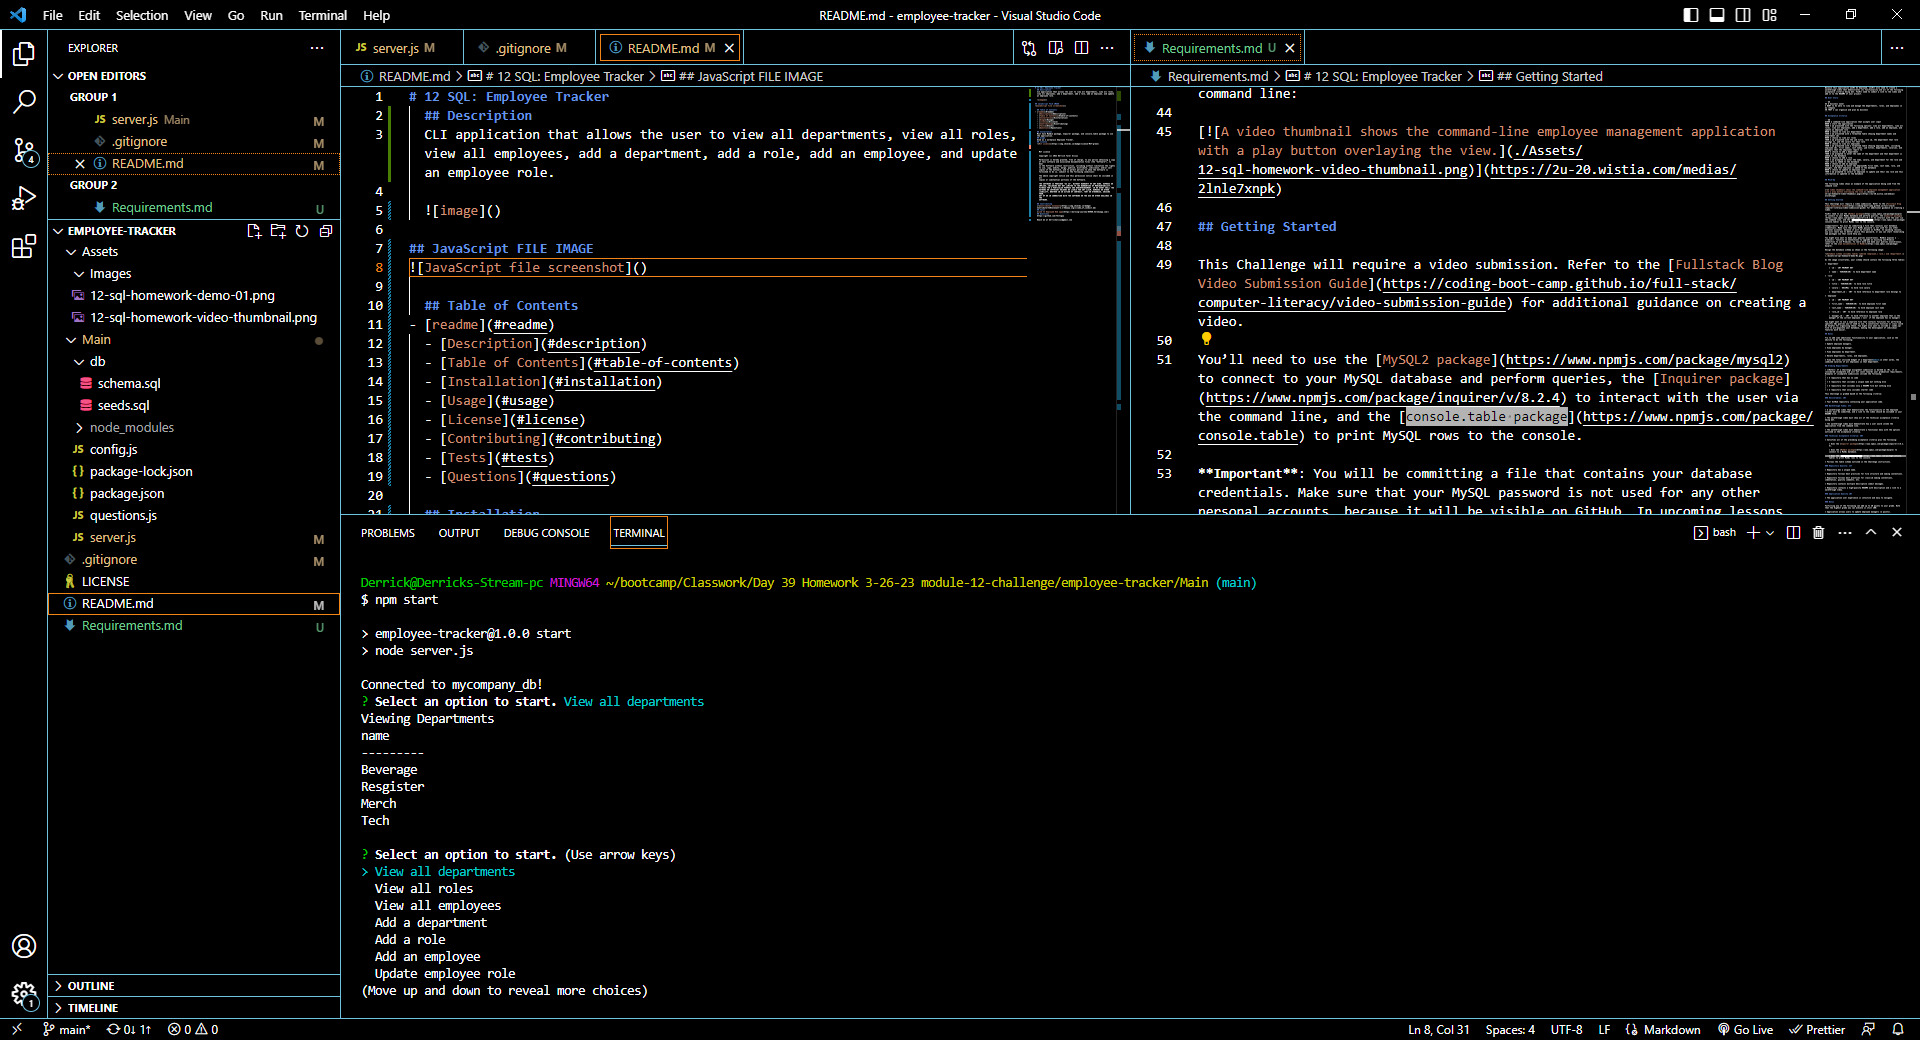 File Edit Selection View Go Run Terminal Help
README.md - employee-tracker - Visual Studio Code
EXPLORER
OPEN EDITORS
GROUP 1
server.js Main M
.gitignore M
README.md M
GROUP 2
Requirements.md U
EMPLOYEE-TRACKER
Assets
Images
12-sql-homework-demo-01.png
12-sql-homework-video-thumbnail.png
Main
db
schema.sql
seeds.sql
node_modules
config.js
package-lock.json
package.json
questions.js
server.js M
.gitignore M
LICENSE
README.md M
Requirements.md U
OUTLINE
TIMELINE
4
1
JS server.js M
.gitignore M
README.md M
README.md > # 12 SQL: Employee Tracker > ## JavaScript FILE IMAGE
1 # 12 SQL: Employee Tracker
2 ## Description
3 CLI application that allows the user to view all departments, view all roles,
view all employees, add a department, add a role, add an employee, and update
an employee role.
4
5 ![image]()
6
7 ## JavaScript FILE IMAGE
8 ![JavaScript file screenshot]()
9
10 ## Table of Contents
11 - [readme](#readme)
12 - [Description](#description)
13 - [Table of Contents](#table-of-contents)
14 - [Installation](#installation)
15 - [Usage](#usage)
16 - [License](#license)
17 - [Contributing](#contributing)
18 - [Tests](#tests)
19 - [Questions](#questions)
20
21 ## Installation
Requirements.md U
Requirements.md > # 12 SQL: Employee Tracker > ## Getting Started
command line:
44
45 [![A video thumbnail shows the command-line employee management application
with a play button overlaying the view.](./Assets/
12-sql-homework-video-thumbnail.png)](https://2u-20.wistia.com/medias/
2lnle7xnpk)
46
47 ## Getting Started
48
49 This Challenge will require a video submission. Refer to the [Fullstack Blog
Video Submission Guide](https://coding-boot-camp.github.io/full-stack/
computer-literacy/video-submission-guide) for additional guidance on creating a
video.
50
51 You’ll need to use the [MySQL2 package](https://www.npmjs.com/package/mysql2)
to connect to your MySQL database and perform queries, the [Inquirer package]
(https://www.npmjs.com/package/inquirer/v/8.2.4) to interact with the user via
the command line, and the [console.table package](https://www.npmjs.com/package/
console.table) to print MySQL rows to the console.
52
53 **Important**: You will be committing a file that contains your database
credentials. Make sure that your MySQL password is not used for any other
personal accounts, because it will be visible on GitHub. In upcoming lessons,
PROBLEMS OUTPUT DEBUG CONSOLE TERMINAL
bash
Derrick@Derricks-Stream-pc MINGW64 ~/bootcamp/Classwork/Day 39 Homework 3-26-23 module-12-challenge/employee-tracker/Main (main)
$ npm start
> employee-tracker@1.0.0 start
> node server.js
Connected to mycompany_db!
? Select an option to start. View all departments
Viewing Departments
name
---------
Beverage
Resgister
Merch
Tech
? Select an option to start. (Use arrow keys)
> View all departments
View all roles
View all employees
Add a department
Add a role
Add an employee
Update employee role
(Move up and down to reveal more choices)
main* 0↓ 1↑ 0 0
Ln 8, Col 31 Spaces: 4 UTF-8 LF Markdown Go Live Prettier